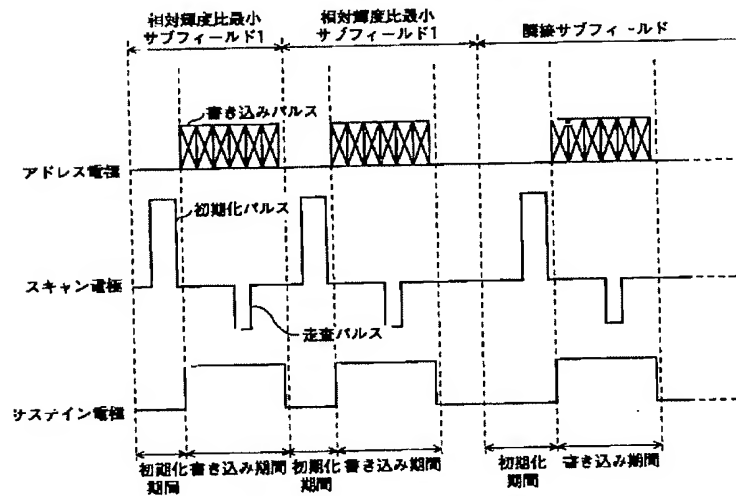 相対輝度比最小
サブフィールド1
相対輝度比最小
サブフィールド1
隣接サブフィールド
書き込みパルス
アドレス電極
初期化パルス
スキャン電極
走査パルス
サステイン電極
初期化
期間
書き込み期間
初期化
期間
書き込み期間
初期化
期間
書き込み期間